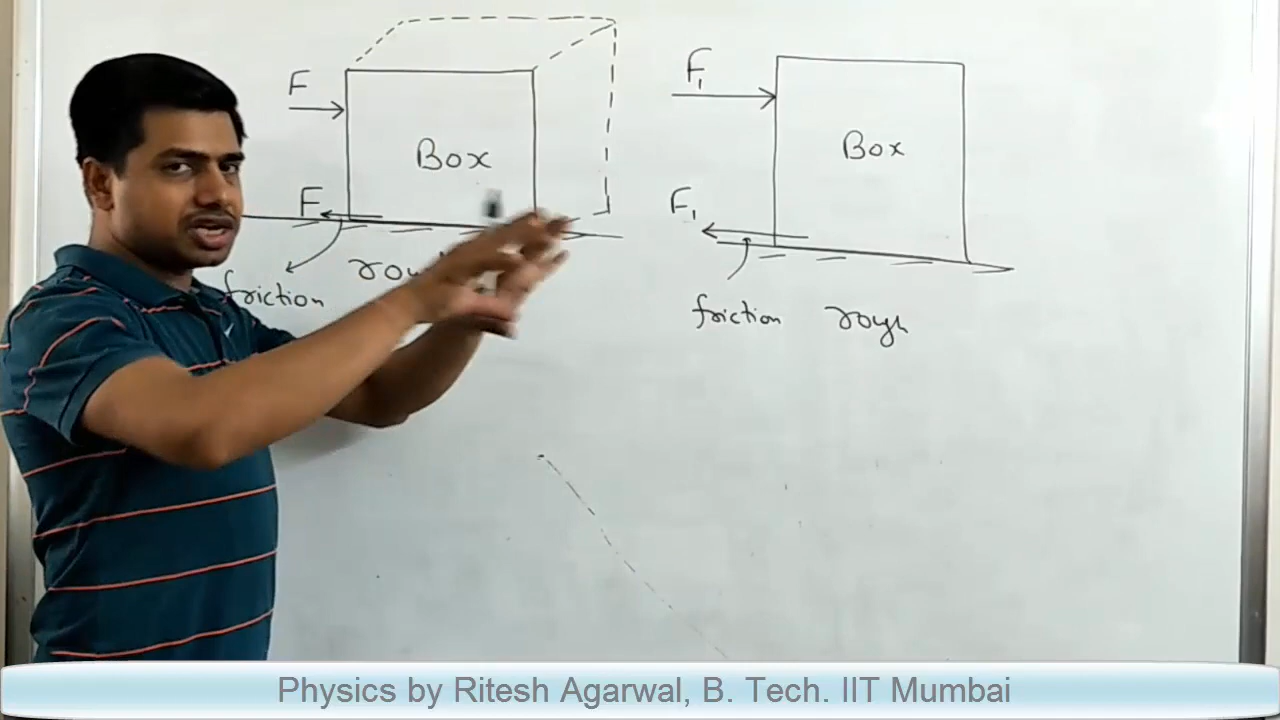 F
Box
F
friction
F₁
Box
F₁
friction rough
Physics by Ritesh Agarwal, B. Tech. IIT Mumbai